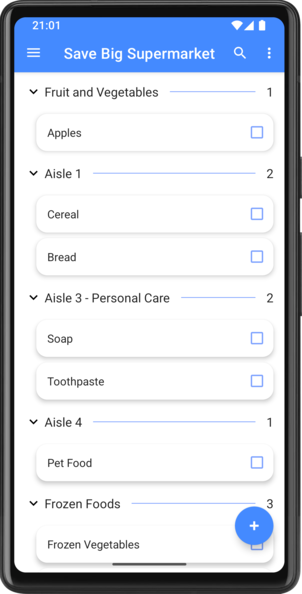 21:01
Save Big Supermarket
Fruit and Vegetables 1
Apples
Aisle 1 2
Cereal
Bread
Aisle 3 - Personal Care 2
Soap
Toothpaste
Aisle 4 1
Pet Food
Frozen Foods 3
+
Frozen Vegetables